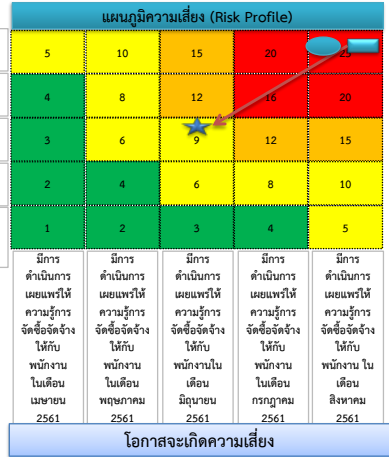 แผนภูมิความเสี่ยง (Risk Profile)
5 10 15 20 25
4 8 12 16 20
3 6 9 12 15
2 4 6 8 10
1 2 3 4 5
มีการ มีการ มีการ มีการ มีการ
ดำเนินการ ดำเนินการ ดำเนินการ ดำเนินการ ดำเนินการ
เผยแพร่ให้ เผยแพร่ให้ เผยแพร่ให้ เผยแพร่ให้ เผยแพร่ให้
ความรู้การ ความรู้การ ความรู้การ ความรู้การ ความรู้การ
จัดซื้อจัดจ้าง จัดซื้อจัดจ้าง จัดซื้อจัดจ้าง จัดซื้อจัดจ้าง จัดซื้อจัดจ้าง
ให้กับ ให้กับ ให้กับ ให้กับ ให้กับ
พนักงาน พนักงาน พนักงานใน พนักงาน พนักงาน ใน
ในเดือน ในเดือน เดือน ในเดือน เดือน
เมษายน พฤษภาคม มิถุนายน กรกฎาคม สิงหาคม
2561 2561 2561 2561 2561
โอกาสจะเกิดความเสี่ยง